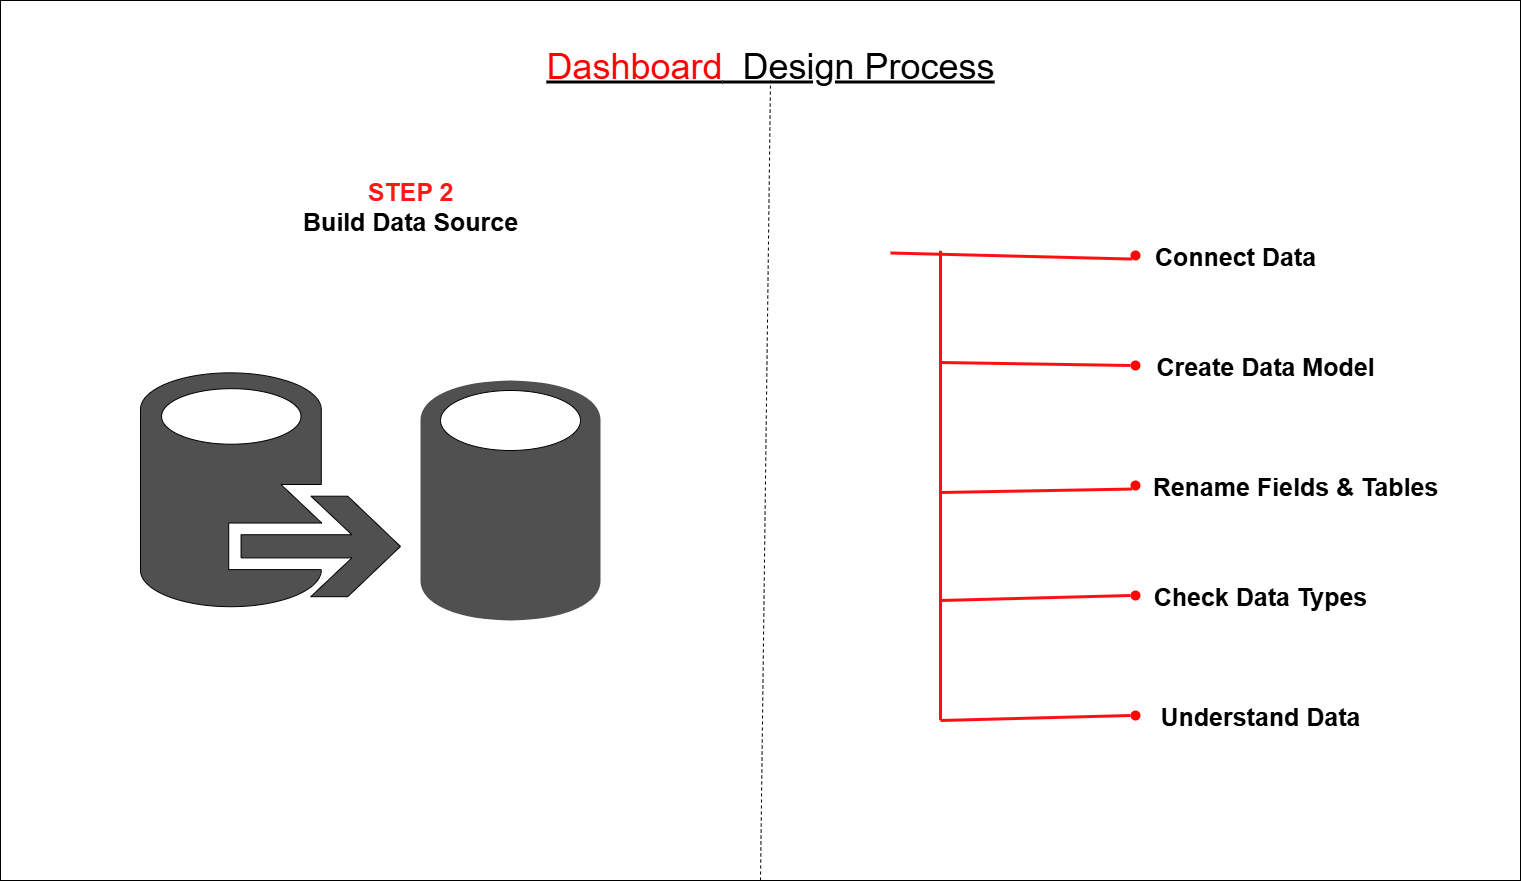 Dashboard Design Process
STEP 2
Build Data Source
Connect Data
Create Data Model
Rename Fields & Tables
Check Data Types
Understand Data